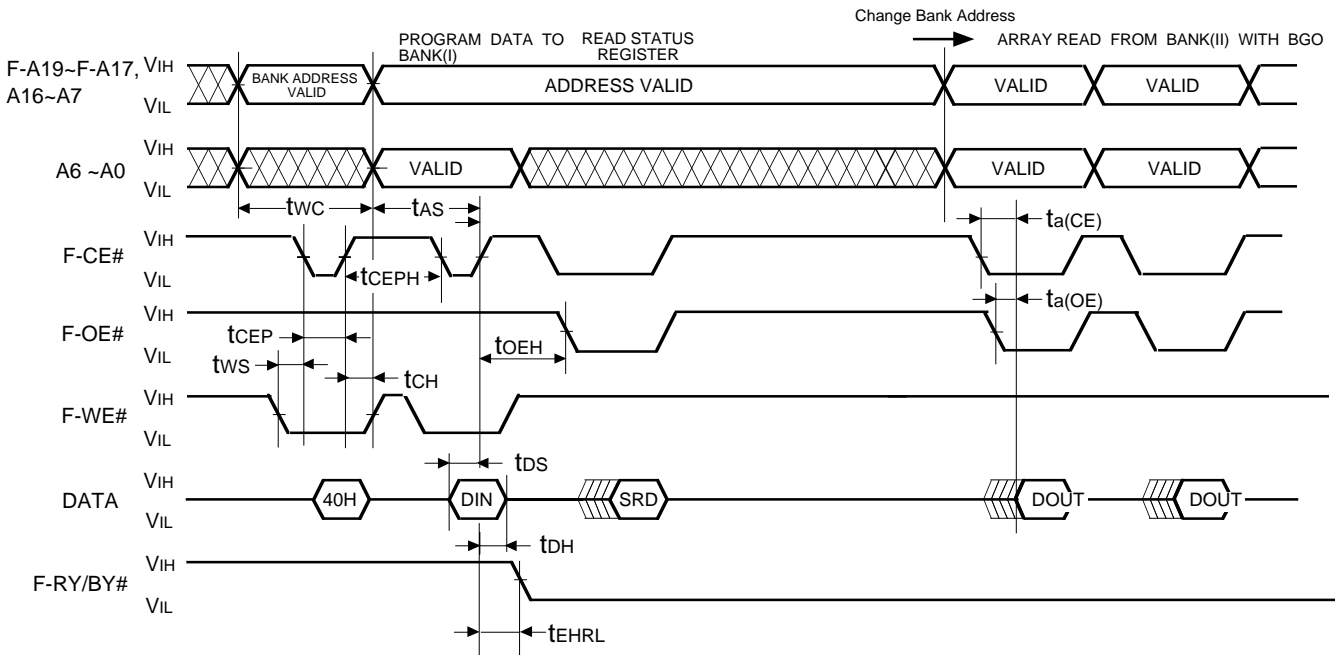 Change Bank Address
PROGRAM DATA TO BANK(I)
READ STATUS REGISTER
ARRAY READ FROM BANK(II) WITH BGO
F-A19~F-A17,
A16~A7
VIH
VIL
BANK ADDRESS VALID
ADDRESS VALID
VALID
VALID
A6 ~A0
VIH
VIL
VALID
VALID
VALID
tWC
tAS
F-CE#
VIH
VIL
tCEPH
ta(CE)
F-OE#
VIH
VIL
tCEP
tOEH
ta(OE)
tWS
tCH
F-WE#
VIH
VIL
tDS
DATA
VIH
VIL
40H
DIN
SRD
DOUT
DOUT
tDH
F-RY/BY#
VIH
VIL
tEHRL